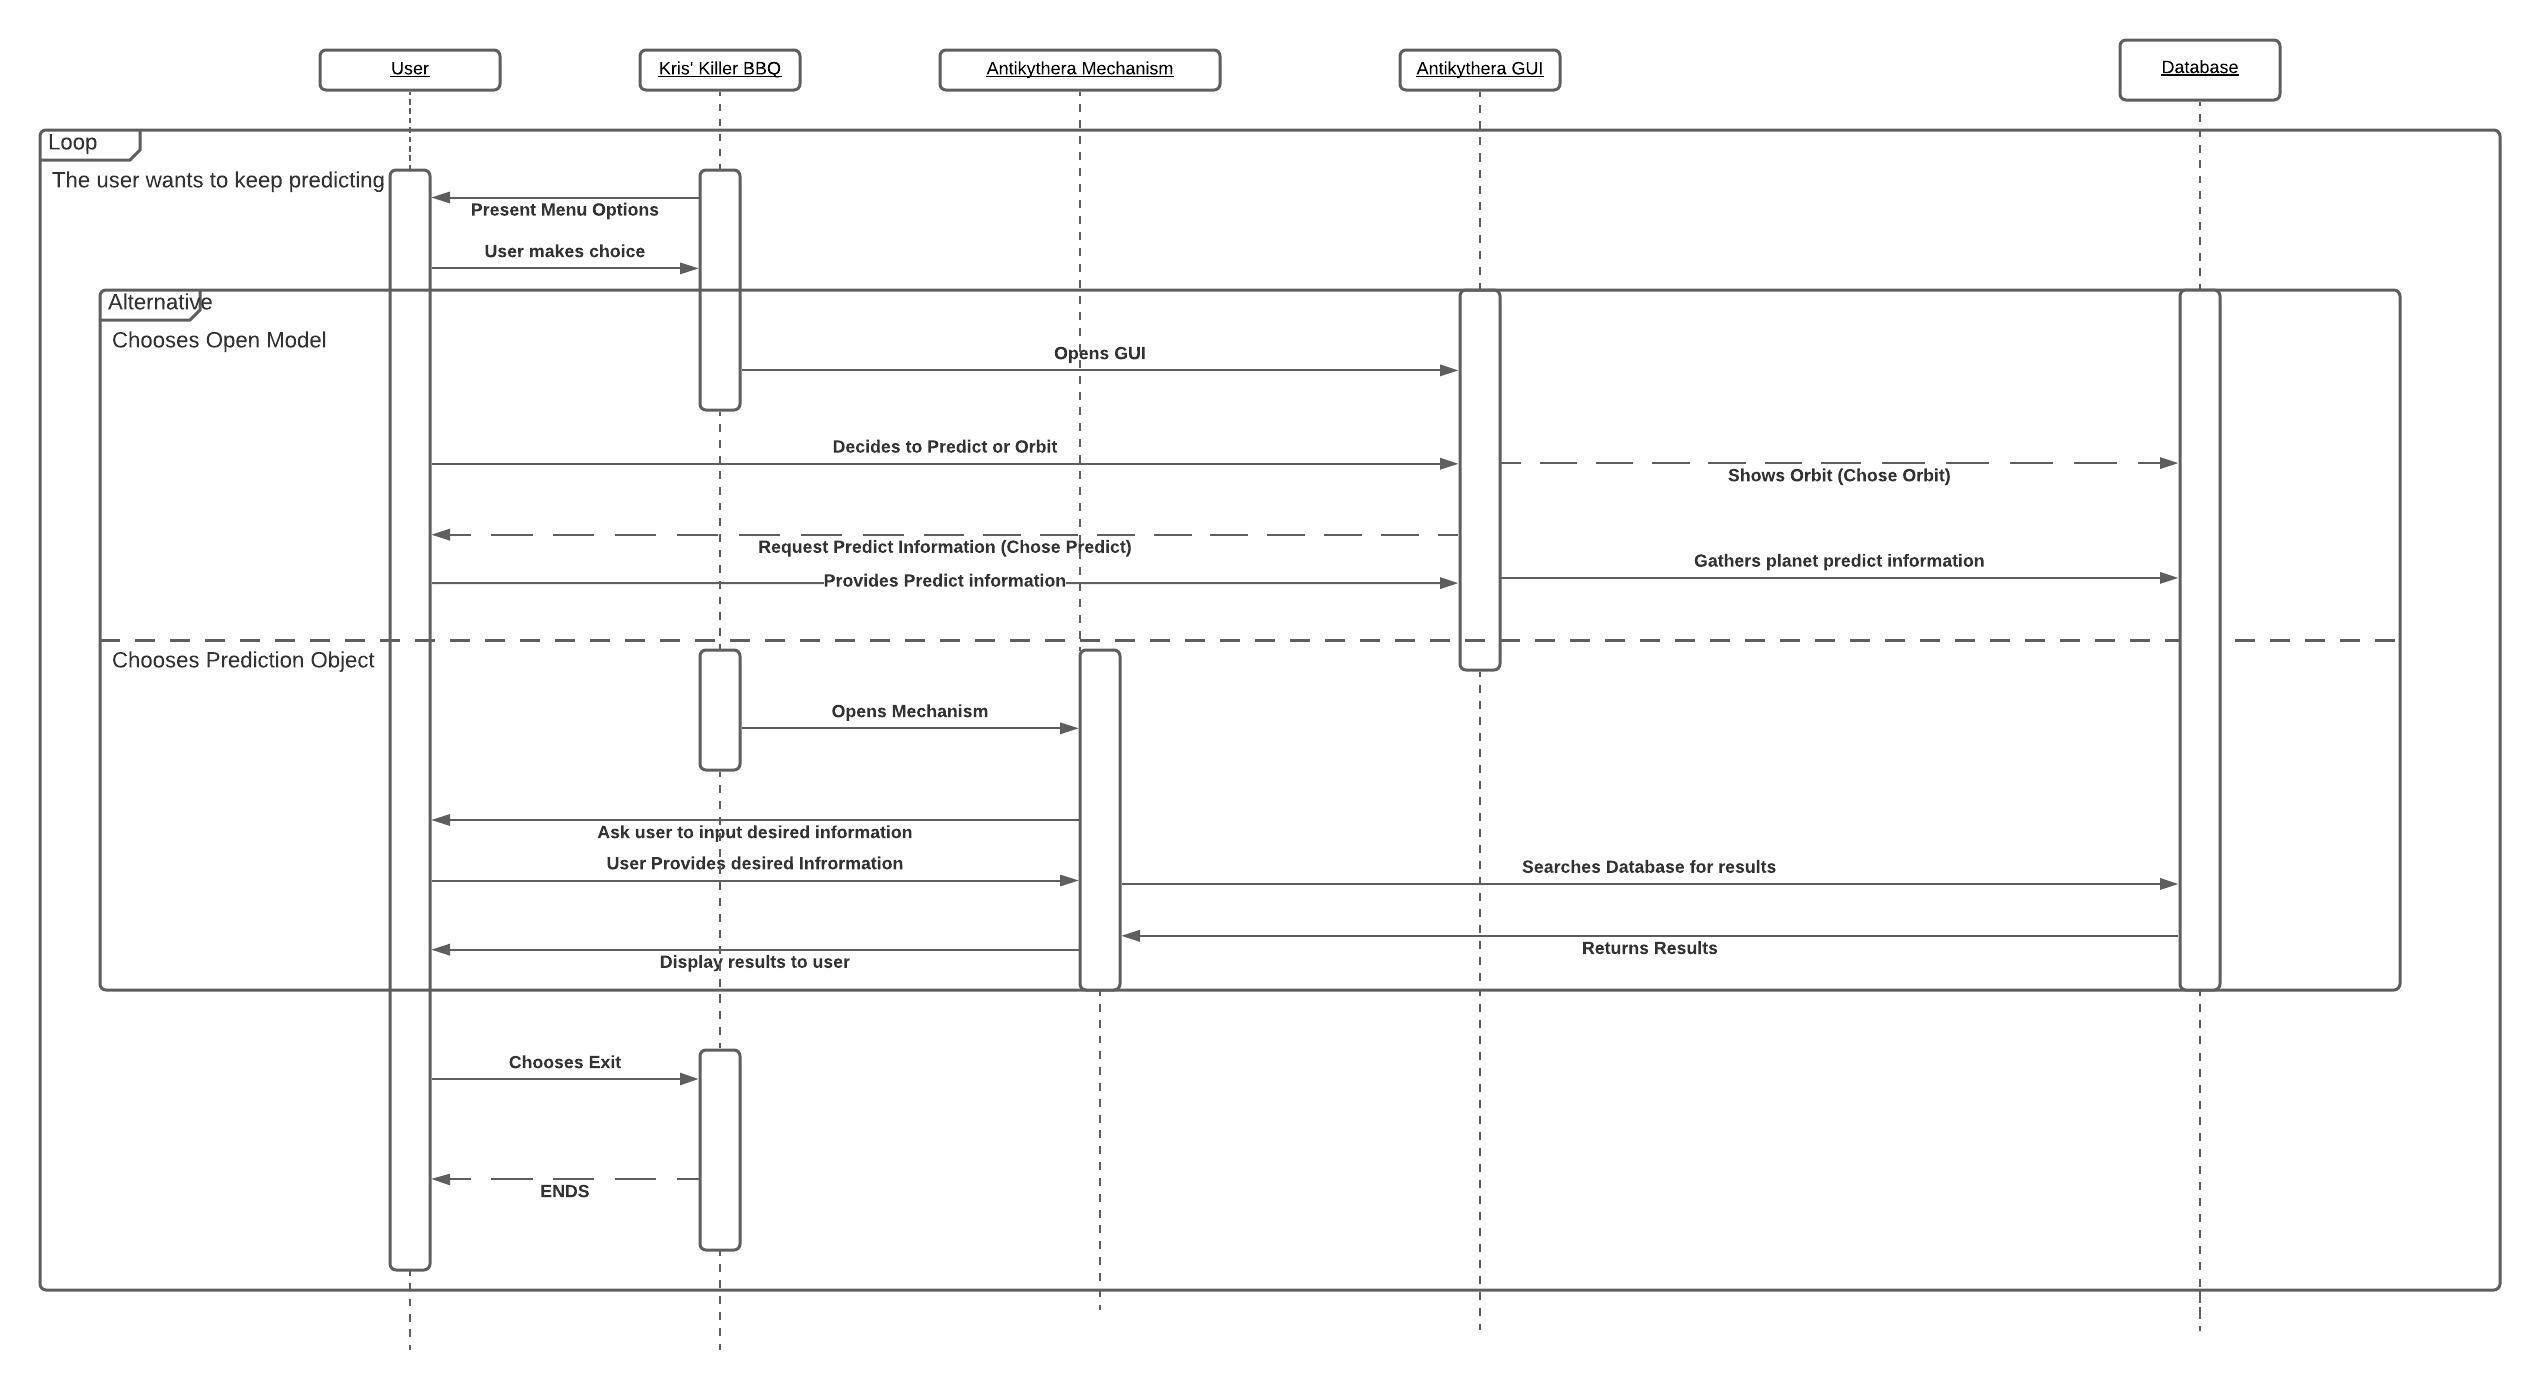 User
Kris' Killer BBQ
Antikythera Mechanism
Antikythera GUI
Database
Loop
The user wants to keep predicting
Present Menu Options
User makes choice
Alternative
Chooses Open Model
Opens GUI
Decides to Predict or Orbit
Shows Orbit (Chose Orbit)
Request Predict Information (Chose Predict)
Gathers planet predict information
Provides Predict information
Chooses Prediction Object
Opens Mechanism
Ask user to input desired information
User Provides desired Infrormation
Searches Database for results
Returns Results
Display results to user
Chooses Exit
ENDS